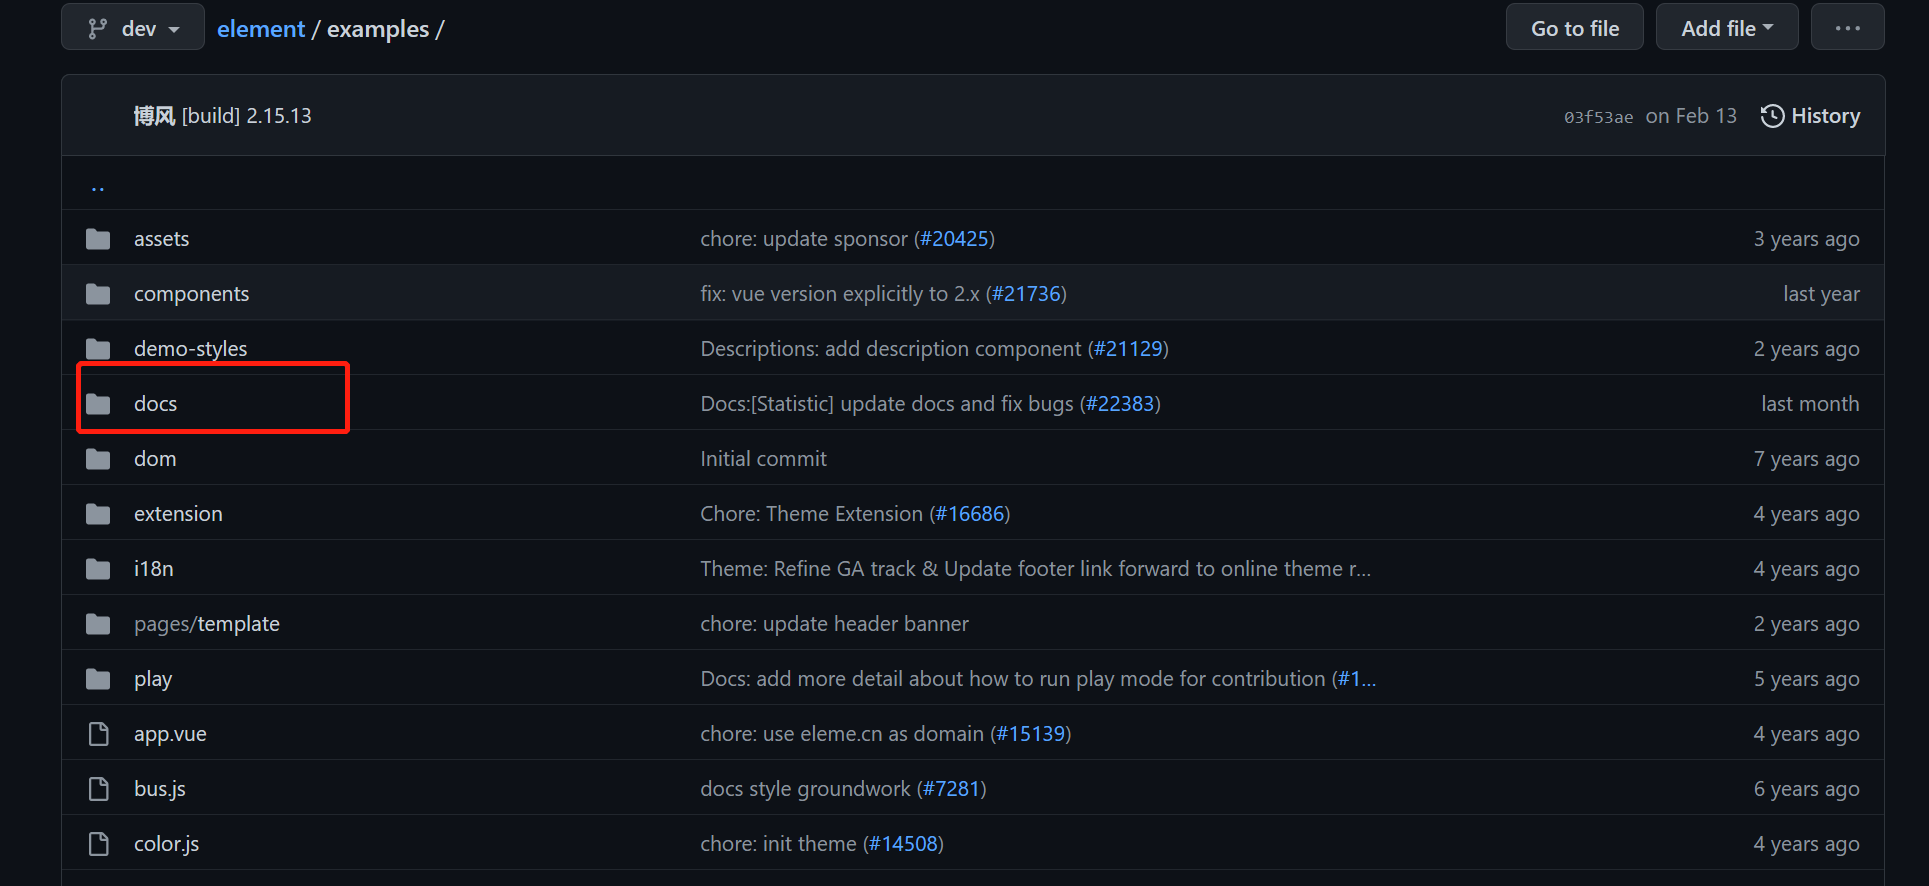 dev element / examples / Go to file Add file ...
博风 [build] 2.15.13 03f53ae on Feb 13 History
..
assets chore: update sponsor (#20425) 3 years ago
components fix: vue version explicitly to 2.x (#21736) last year
demo-styles Descriptions: add description component (#21129) 2 years ago
docs Docs:[Statistic] update docs and fix bugs (#22383) last month
dom Initial commit 7 years ago
extension Chore: Theme Extension (#16686) 4 years ago
i18n Theme: Refine GA track & Update footer link forward to online theme r... 4 years ago
pages/template chore: update header banner 2 years ago
play Docs: add more detail about how to run play mode for contribution (#1... 5 years ago
app.vue chore: use eleme.cn as domain (#15139) 4 years ago
bus.js docs style groundwork (#7281) 6 years ago
color.js chore: init theme (#14508) 4 years ago